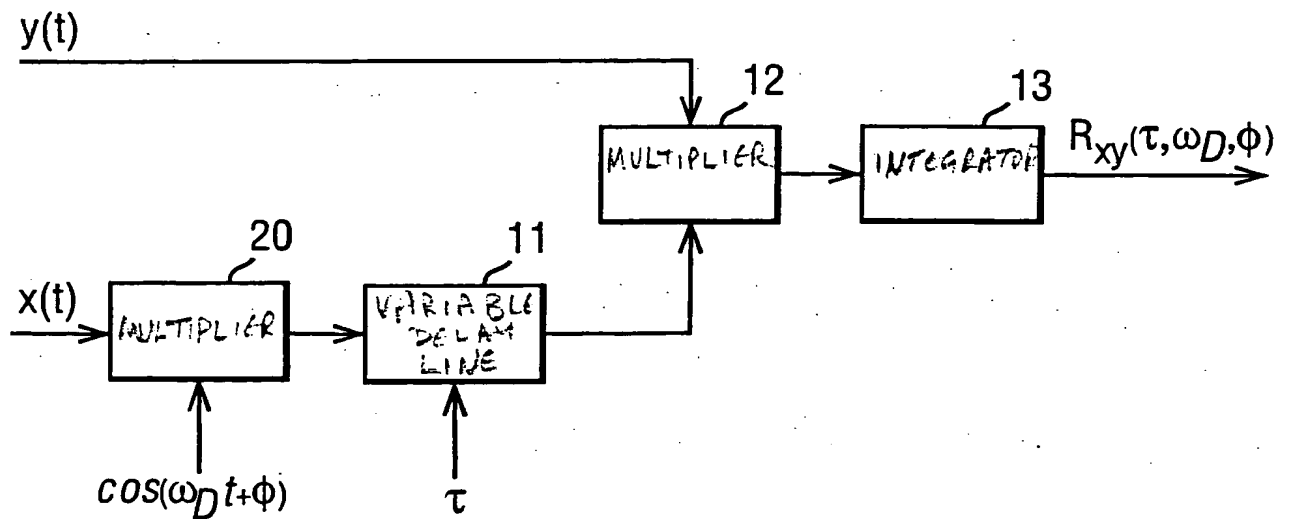 y(t)
12
13
MULTIPLIER
INTEGRATOR
R_xy(τ,ω_D,ϕ)
20
11
x(t)
MULTIPLIER
VARIABLE
DELAY
LINE
cos(ω_D t+ϕ)
τ